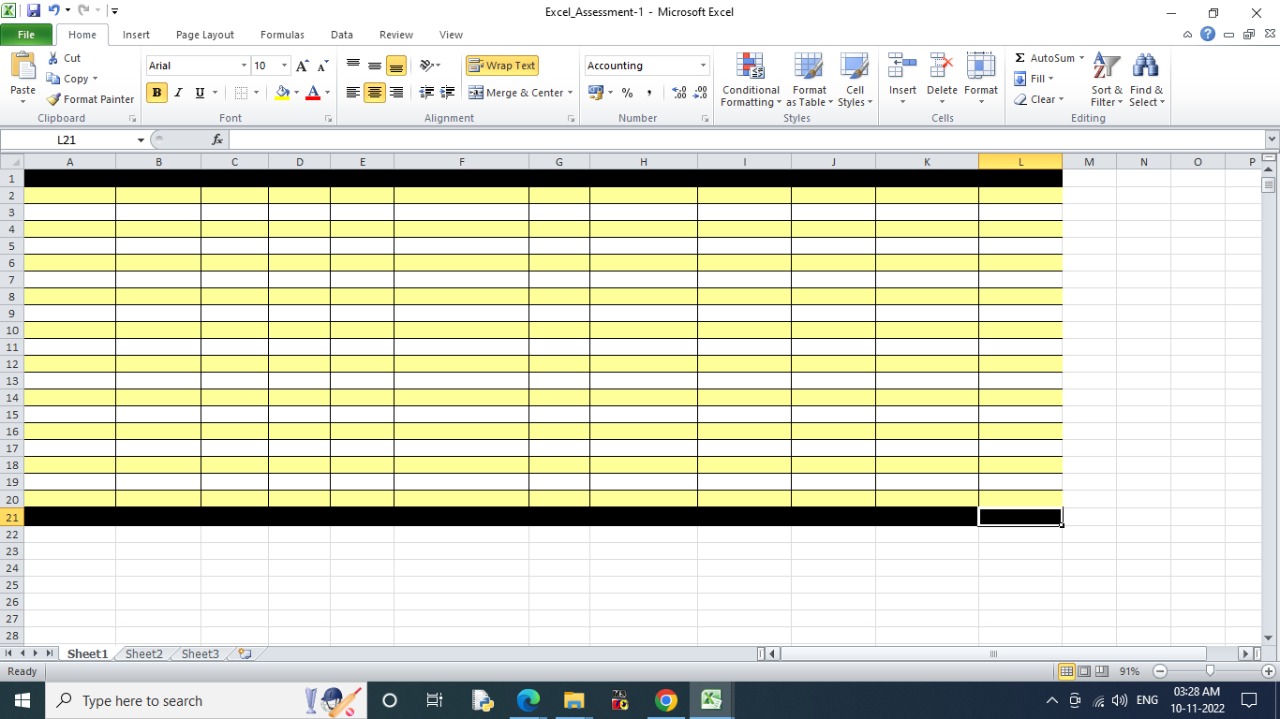 Excel_Assessment-1 - Microsoft Excel
File Home Insert Page Layout Formulas Data Review View
Cut
Copy
Format Painter
Paste
Clipboard
Arial 10
B I U A
Font
Wrap Text
Merge & Center
Alignment
Accounting
% ,
Number
Conditional Formatting
Format as Table
Cell Styles
Styles
Insert Delete Format
Cells
Σ AutoSum
Fill
Clear
Sort & Filter
Find & Select
Editing
L21 fx
A B C D E F G H I J K L M N O P
1
2
3
4
5
6
7
8
9
10
11
12
13
14
15
16
17
18
19
20
21
22
23
24
25
26
27
28
Sheet1 Sheet2 Sheet3
Ready 91%
Type here to search
ENG
03:28 AM
10-11-2022